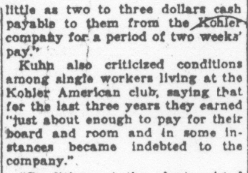 little as two to three dollars cash
payable to them from the Kohler
company for a period of two weeks'
pay."
Kuhn also criticized conditions
among single workers living at the
Kohler American club, saying that
for the last three years they earned
"just about enough to pay for their
board and room and in some in-
stances became indebted to the
company."